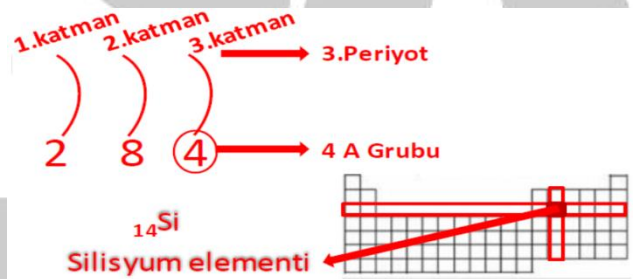 1.katman 2.katman 3.katman
3.Periyot
2 8 4
4 A Grubu
14Si
Silisyum elementi